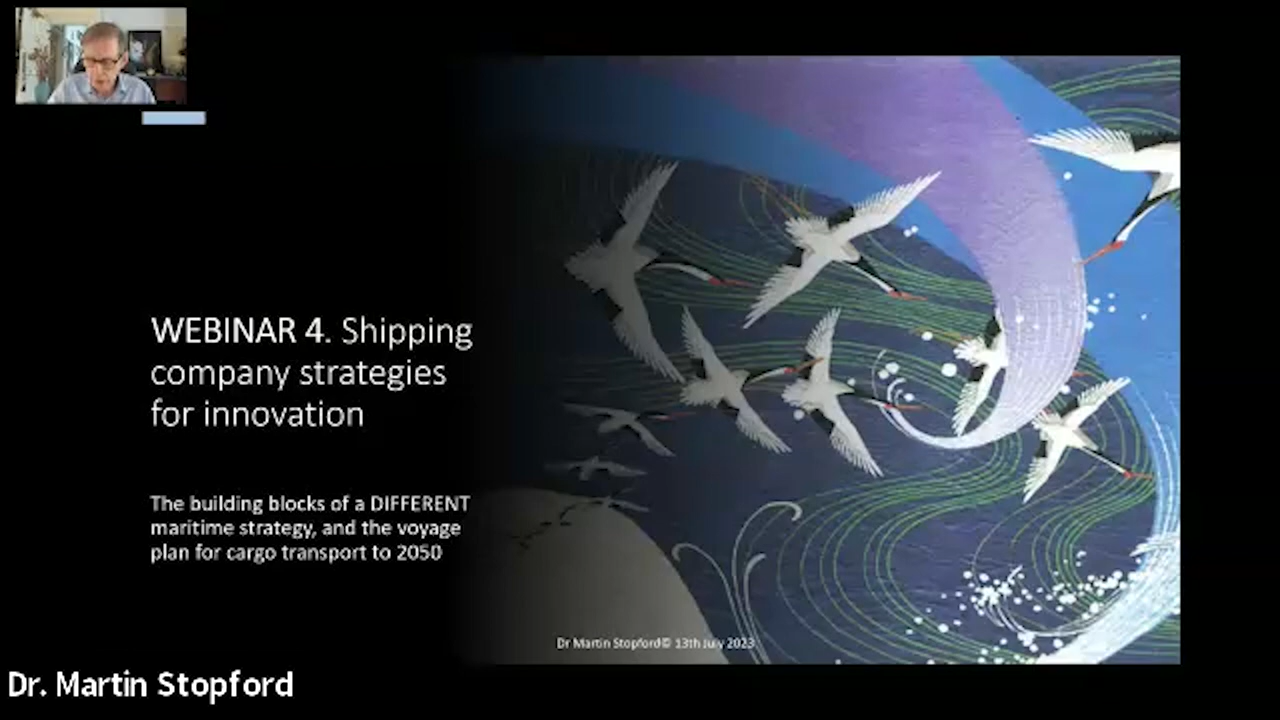 WEBINAR 4. Shipping
company strategies
for innovation
The building blocks of a DIFFERENT
maritime strategy, and the voyage
plan for cargo transport to 2050
Dr Martin Stopford© 13th July 2023
Dr. Martin Stopford